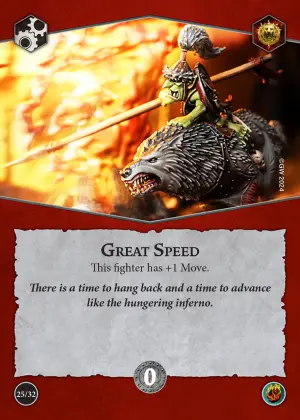 ©GW 2024
GREAT SPEED
This fighter has +1 Move.
There is a time to hang back and a time to advance
like the hungering inferno.
0
25/32